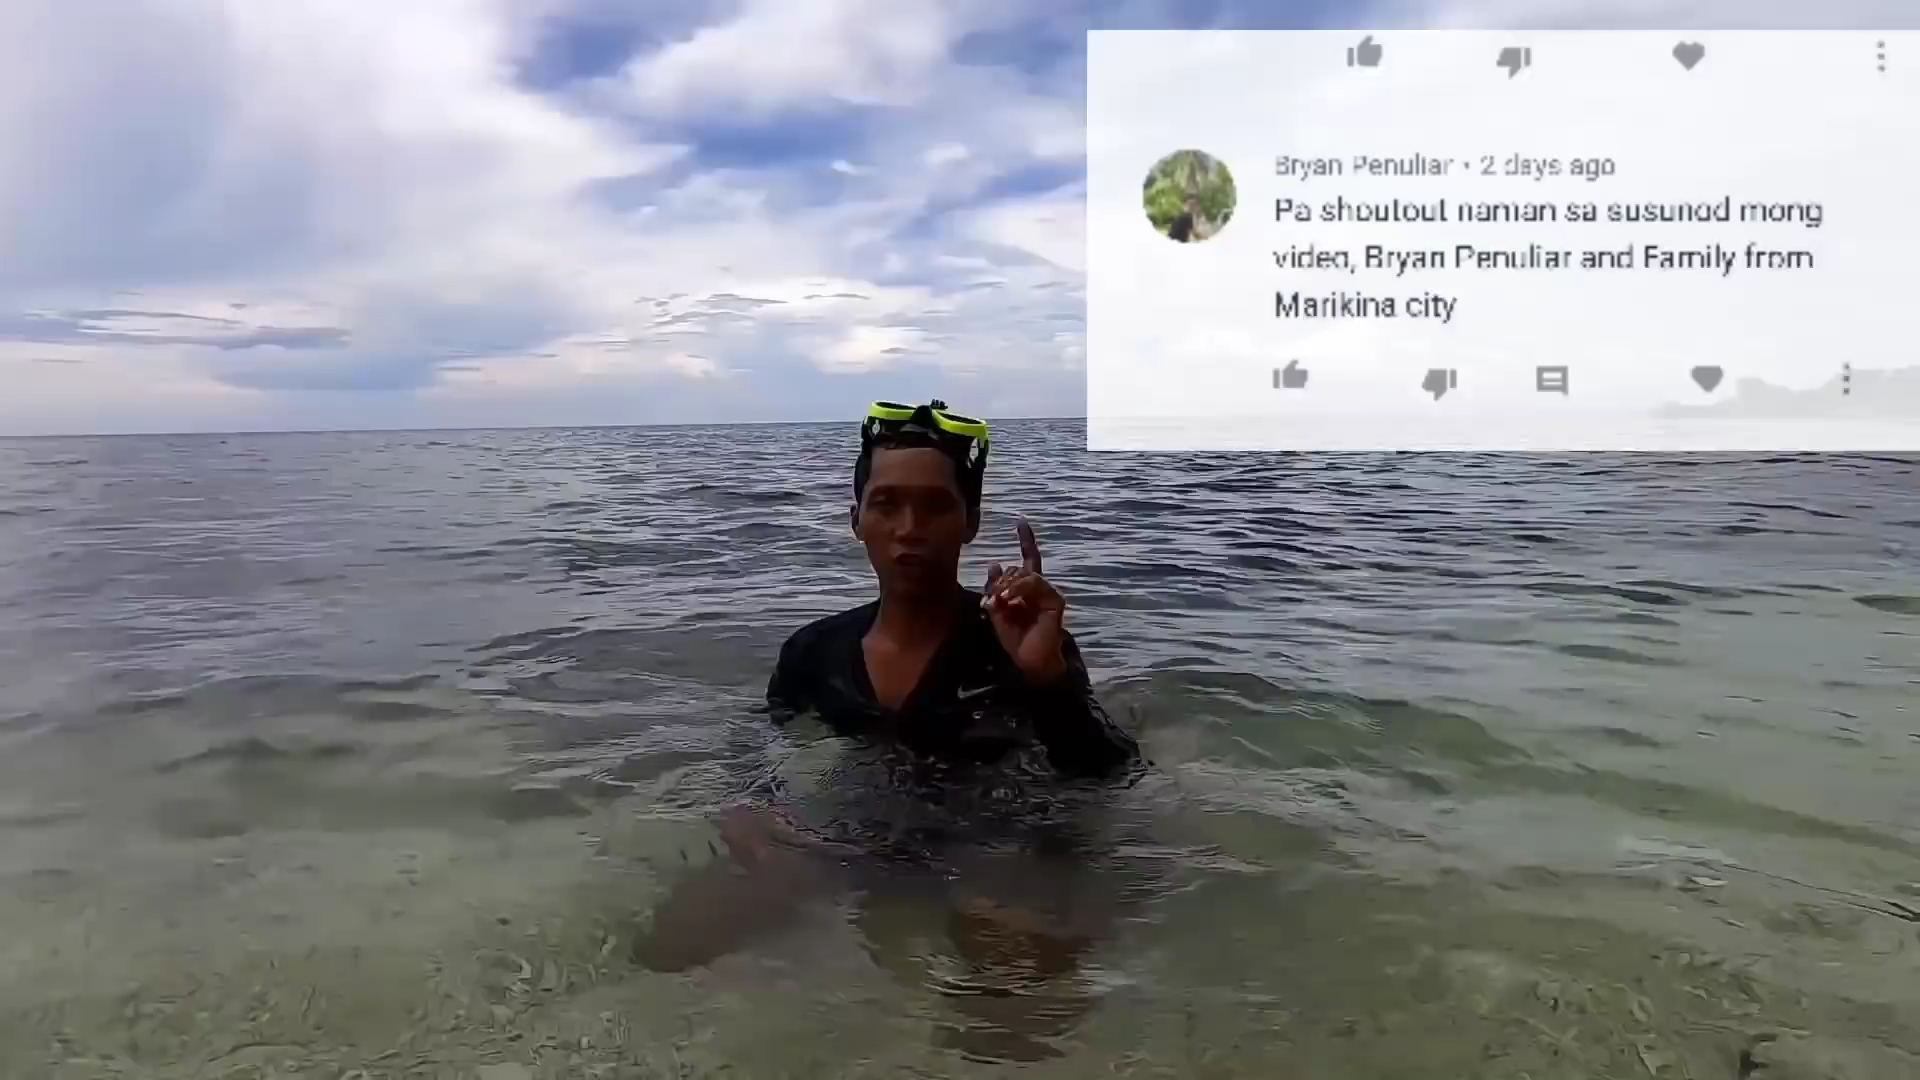 Bryan Penuliar • 2 days ago
Pa shoutout naman sa susunod mong
video, Bryan Penuliar and Family from
Marikina city